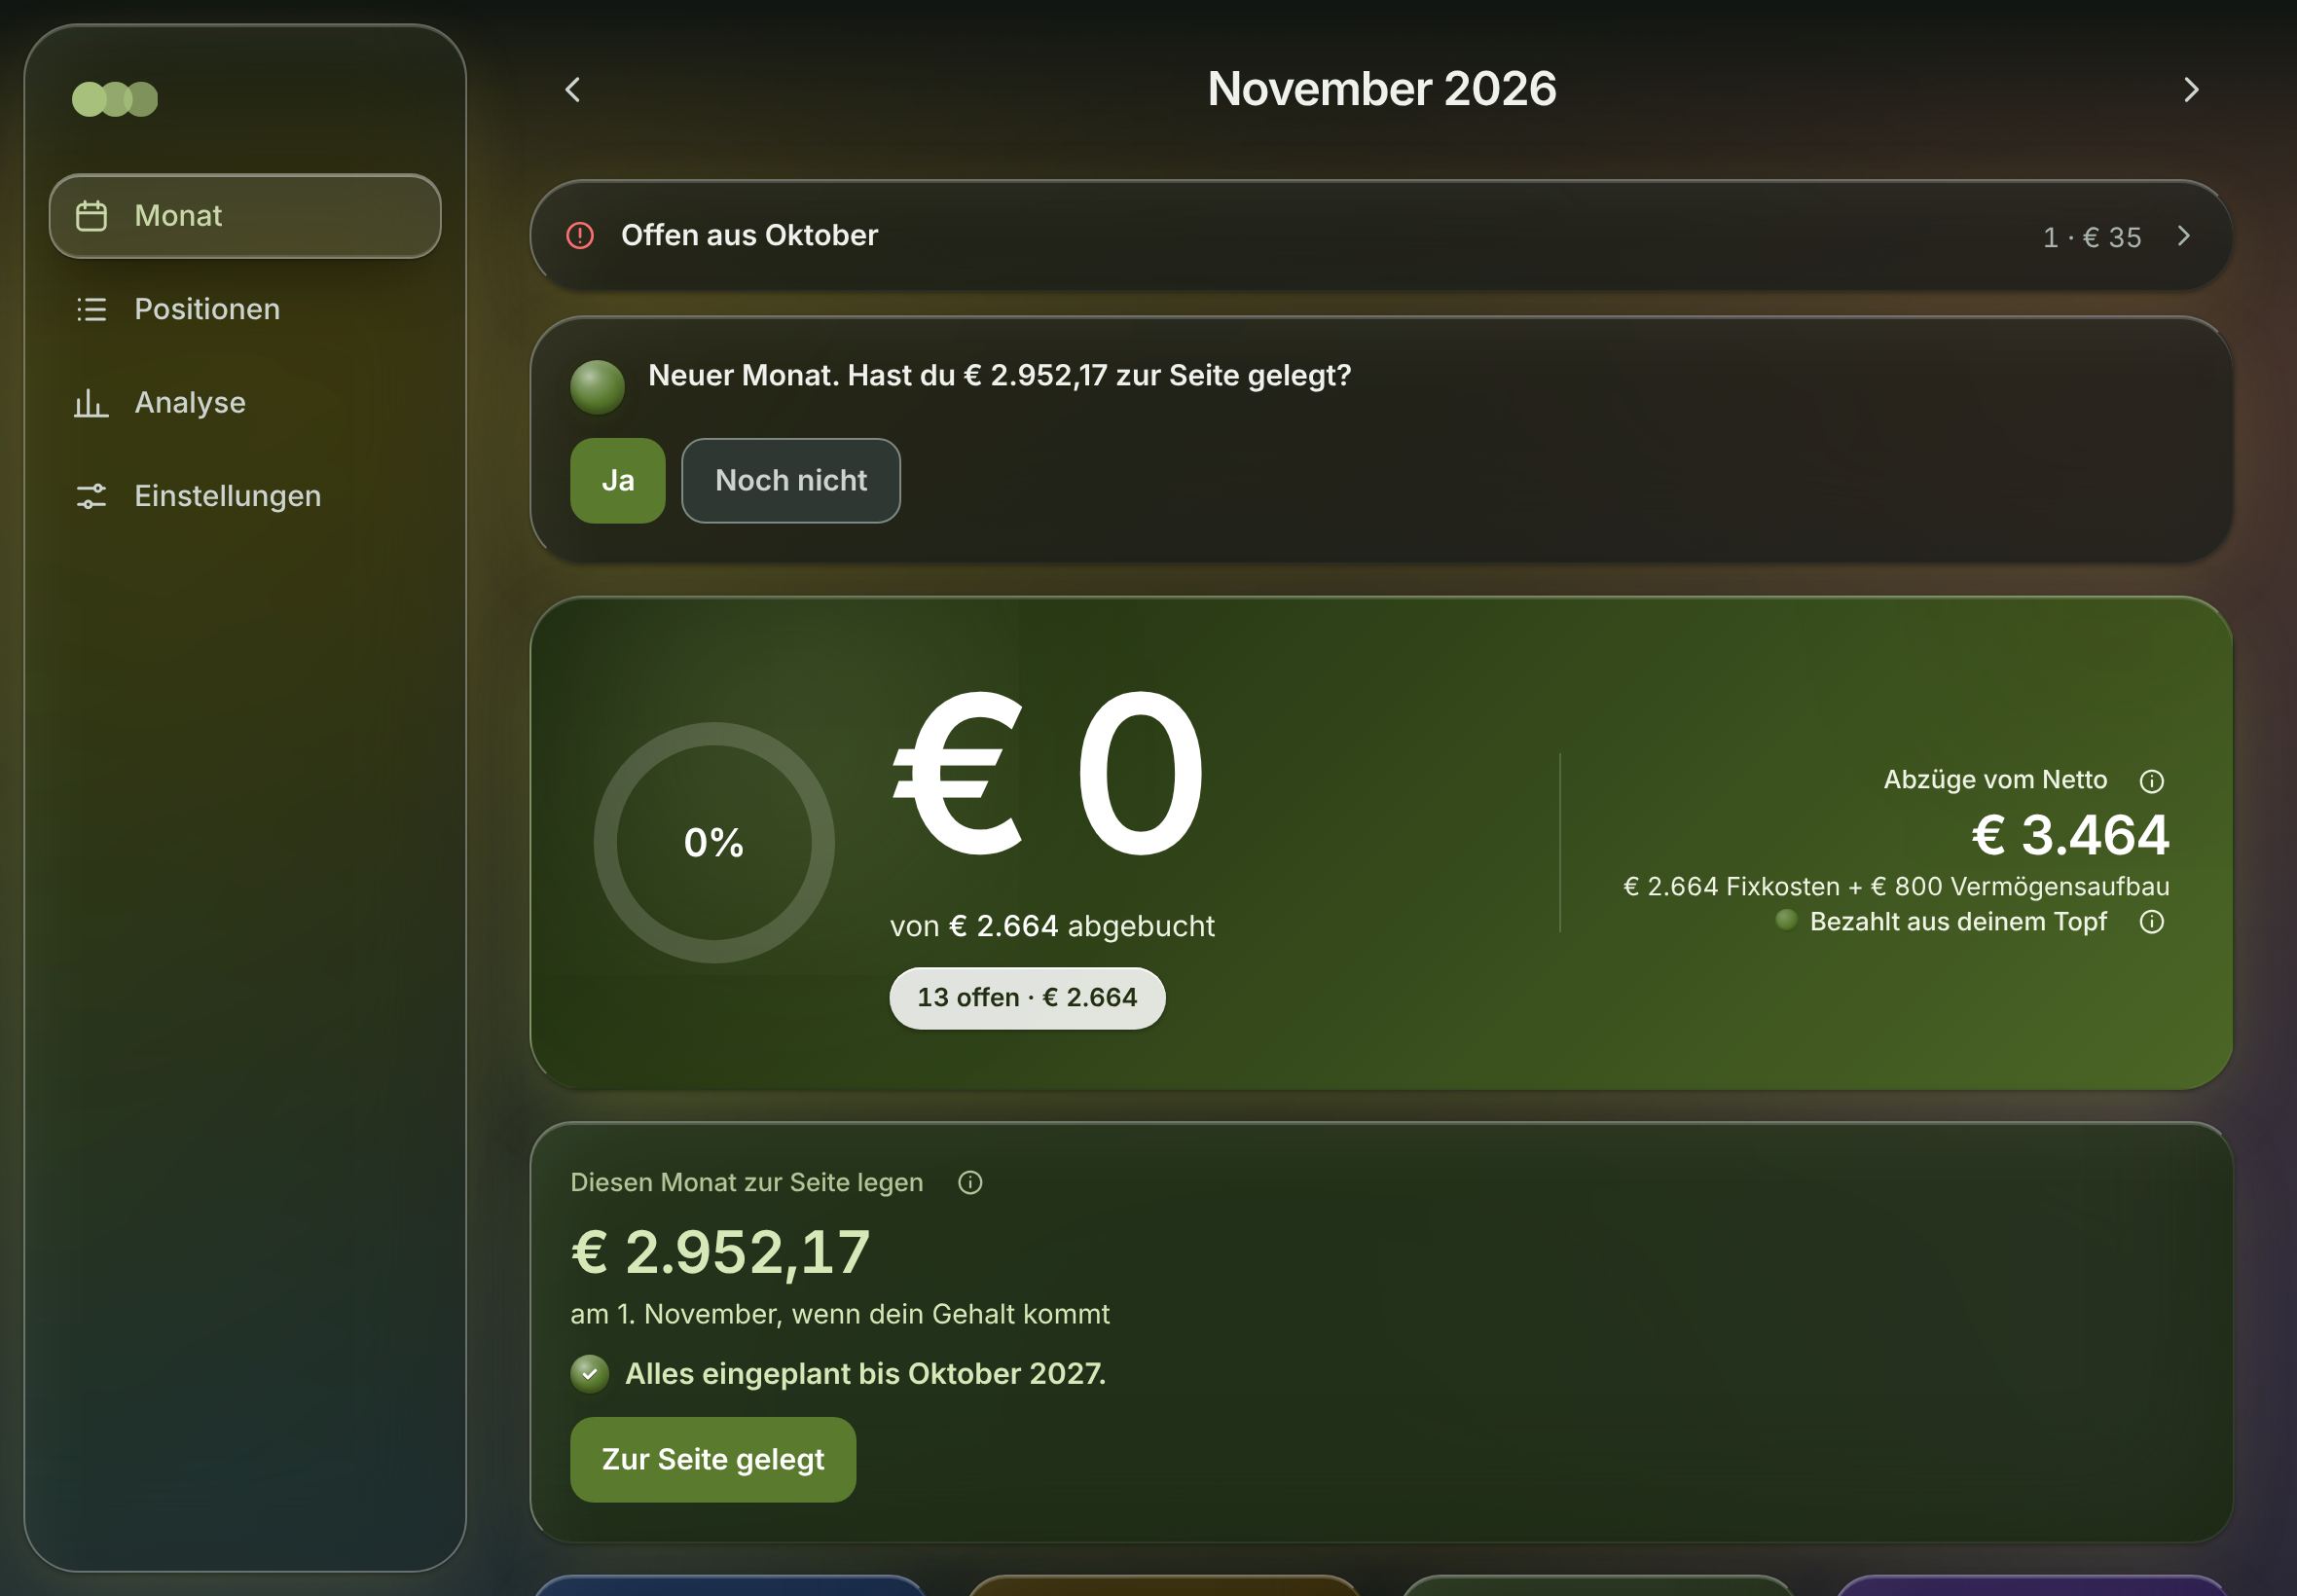 November 2026
Monat
Positionen
Analyse
Einstellungen
Offen aus Oktober
1 · € 35
Neuer Monat. Hast du € 2.952,17 zur Seite gelegt?
Ja
Noch nicht
0%
€ 0
von € 2.664 abgebucht
13 offen · € 2.664
Abzüge vom Netto
€ 3.464
€ 2.664 Fixkosten + € 800 Vermögensaufbau
Bezahlt aus deinem Topf
Diesen Monat zur Seite legen
€ 2.952,17
am 1. November, wenn dein Gehalt kommt
Alles eingeplant bis Oktober 2027.
Zur Seite gelegt